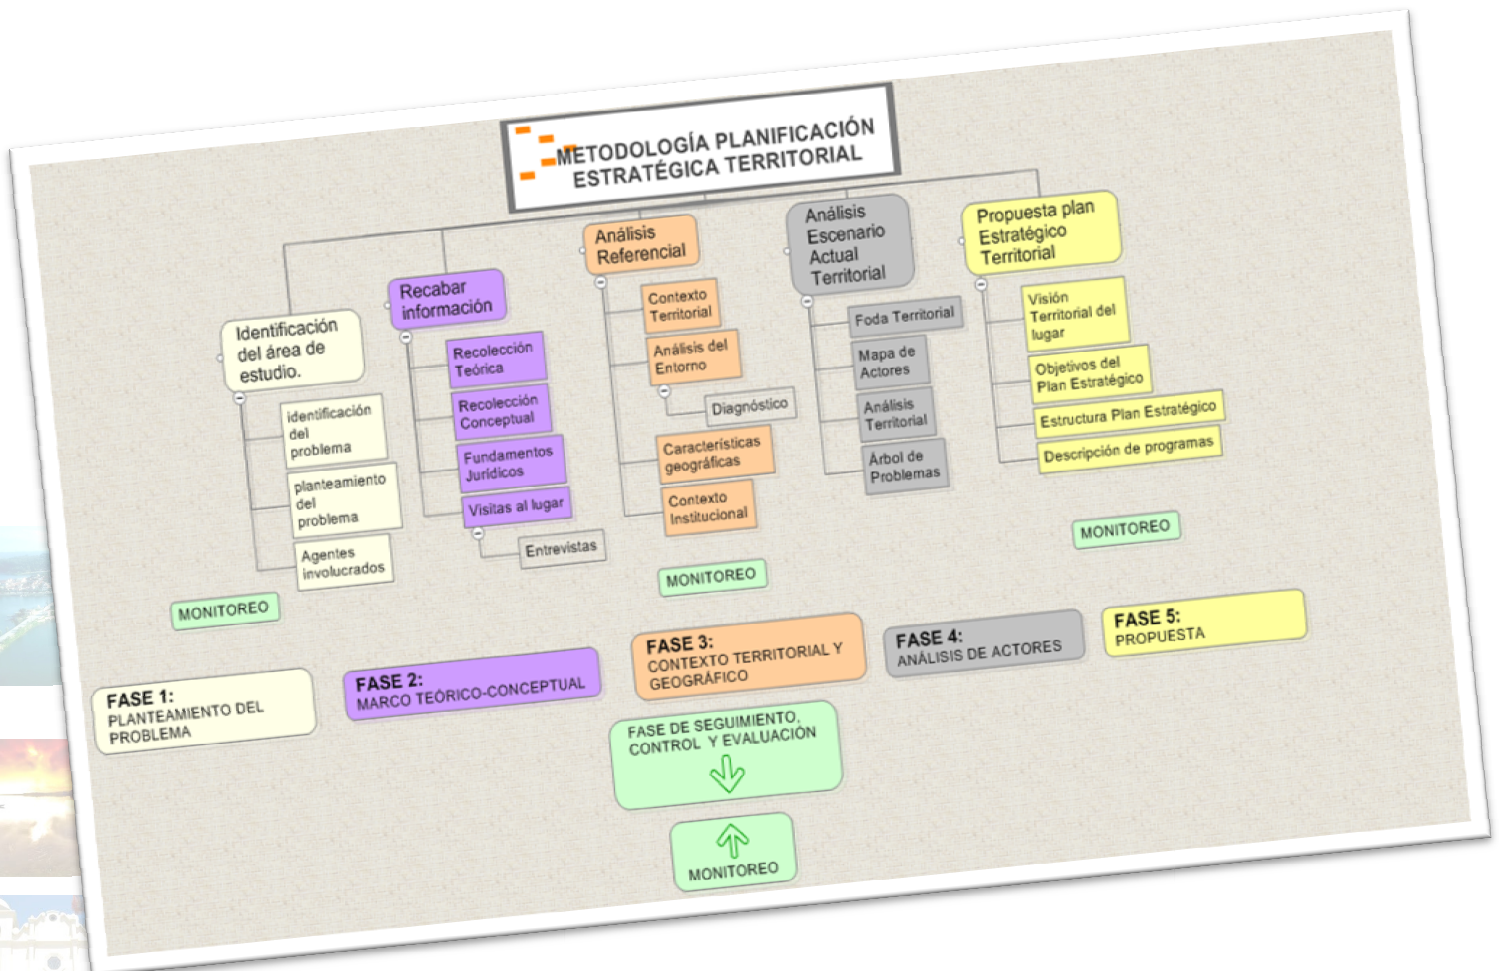 METODOLOGÍA PLANIFICACIÓN
ESTRATÉGICA TERRITORIAL
Identificación
del área de
estudio.
identificación
del
problema
planteamiento
del
problema
Agentes
involucrados
Recabar
información
Recolección
Teórica
Recolección
Conceptual
Fundamentos
Jurídicos
Visitas al lugar
Entrevistas
Análisis
Referencial
Contexto
Territorial
Análisis del
Entorno
Diagnóstico
Características
geográficas
Contexto
Institucional
Análisis
Escenario
Actual
Territorial
Foda Territorial
Mapa de
Actores
Análisis
Territorial
Árbol de
Problemas
Propuesta plan
Estratégico
Territorial
Visión
Territorial del
lugar
Objetivos del
Plan Estratégico
Estructura Plan Estratégico
Descripción de programas
MONITOREO
MONITOREO
MONITOREO
FASE 1:
PLANTEAMIENTO DEL
PROBLEMA
FASE 2:
MARCO TEÓRICO-CONCEPTUAL
FASE 3:
CONTEXTO TERRITORIAL Y
GEOGRÁFICO
FASE 4:
ANÁLISIS DE ACTORES
FASE 5:
PROPUESTA
FASE DE SEGUIMIENTO,
CONTROL Y EVALUACIÓN
MONITOREO